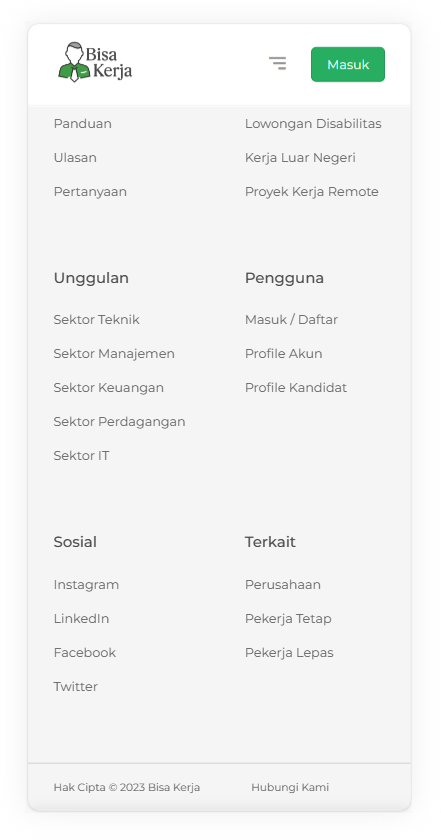 Bisa
Kerja
Masuk
Panduan
Lowongan Disabilitas
Ulasan
Kerja Luar Negeri
Pertanyaan
Proyek Kerja Remote
Unggulan
Pengguna
Sektor Teknik
Masuk / Daftar
Sektor Manajemen
Profile Akun
Sektor Keuangan
Profile Kandidat
Sektor Perdagangan
Sektor IT
Sosial
Terkait
Instagram
Perusahaan
LinkedIn
Pekerja Tetap
Facebook
Pekerja Lepas
Twitter
Hak Cipta © 2023 Bisa Kerja
Hubungi Kami